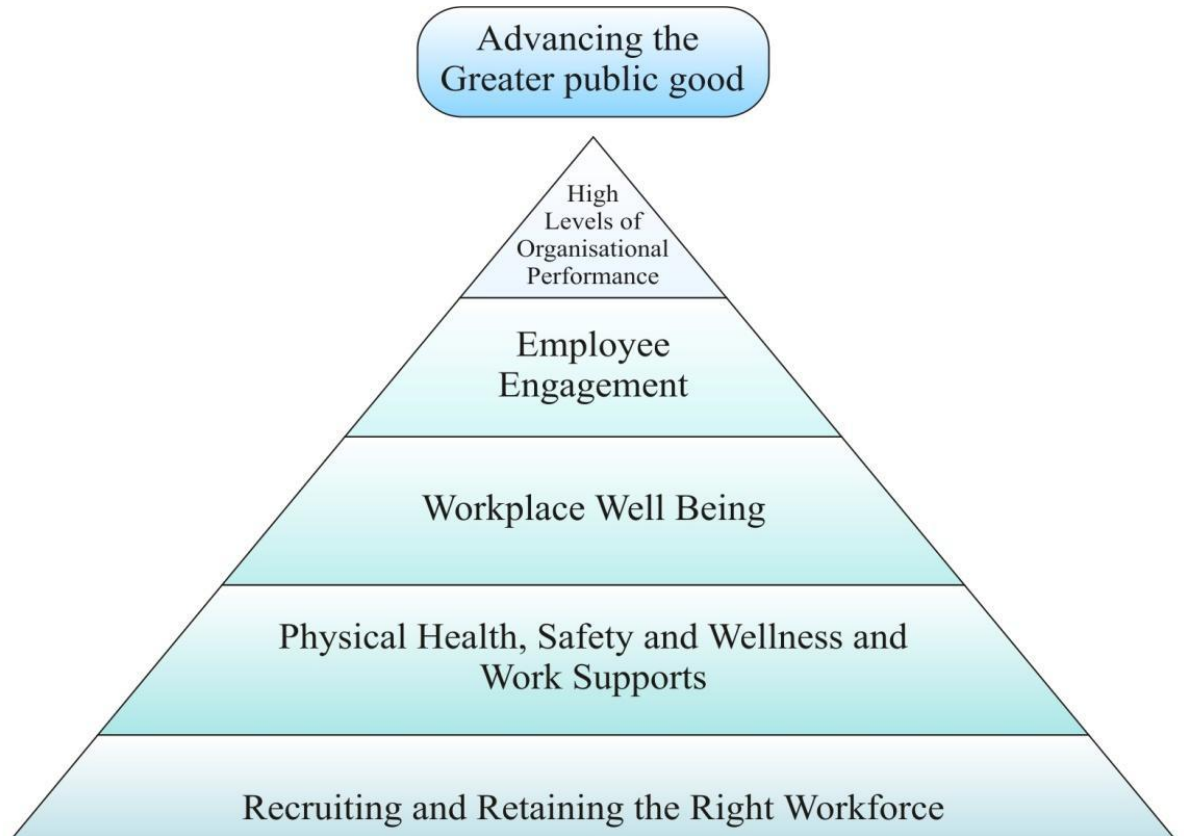 Advancing the
Greater public good
High
Levels of
Organisational
Performance
Employee
Engagement
Workplace Well Being
Physical Health, Safety and Wellness and
Work Supports
Recruiting and Retaining the Right Workforce